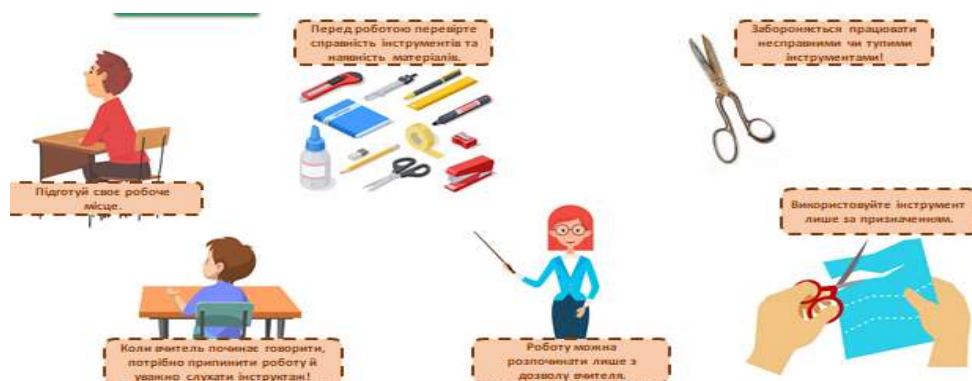 Перед роботою перевірте
справність інструментів та
наявність матеріалів.
Забороняється працювати
несправними чи тупими
інструментами!
Підготуй своє робоче
місце.
Використовуйте інструмент
лише за призначенням.
Коли вчитель починає говорити,
потрібно припинити роботу й
уважно слухати інструктаж!
Роботу можна
розпочинати лише з
дозволу вчителя.